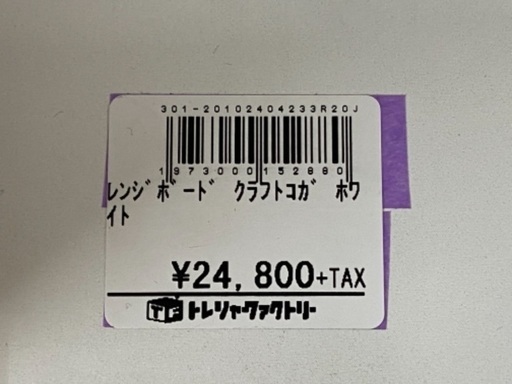 301-20102404233R20J
1973000152880
レンジボード クラフトコガ ホワ
イト
¥24,800+TAX
TF トレジャーファクトリー